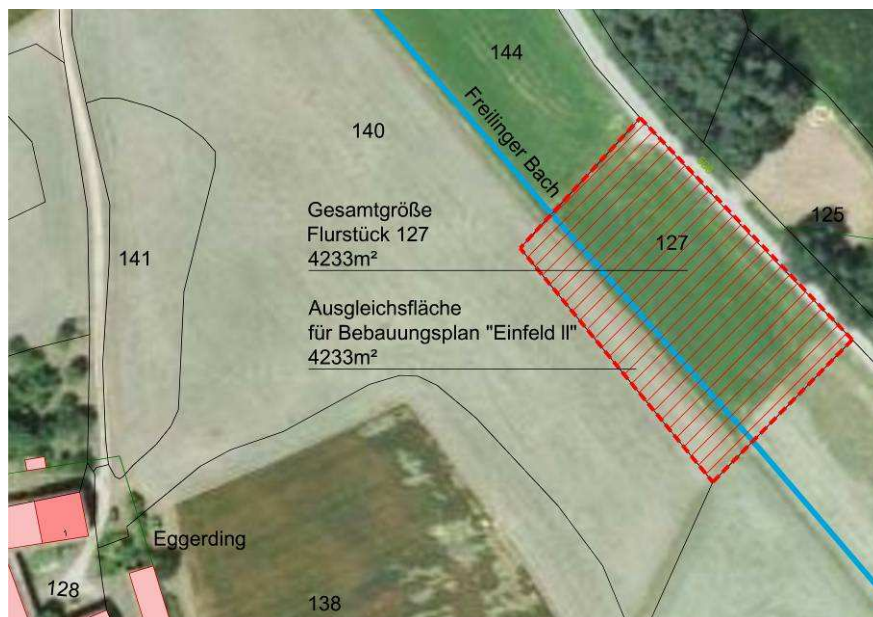 144
Freilinger Bach
140
125
Gesamtgröße
Flurstück 127
4233m²
127
141
Ausgleichsfläche
für Bebauungsplan "Einfeld II"
4233m²
1
Eggerding
128
138